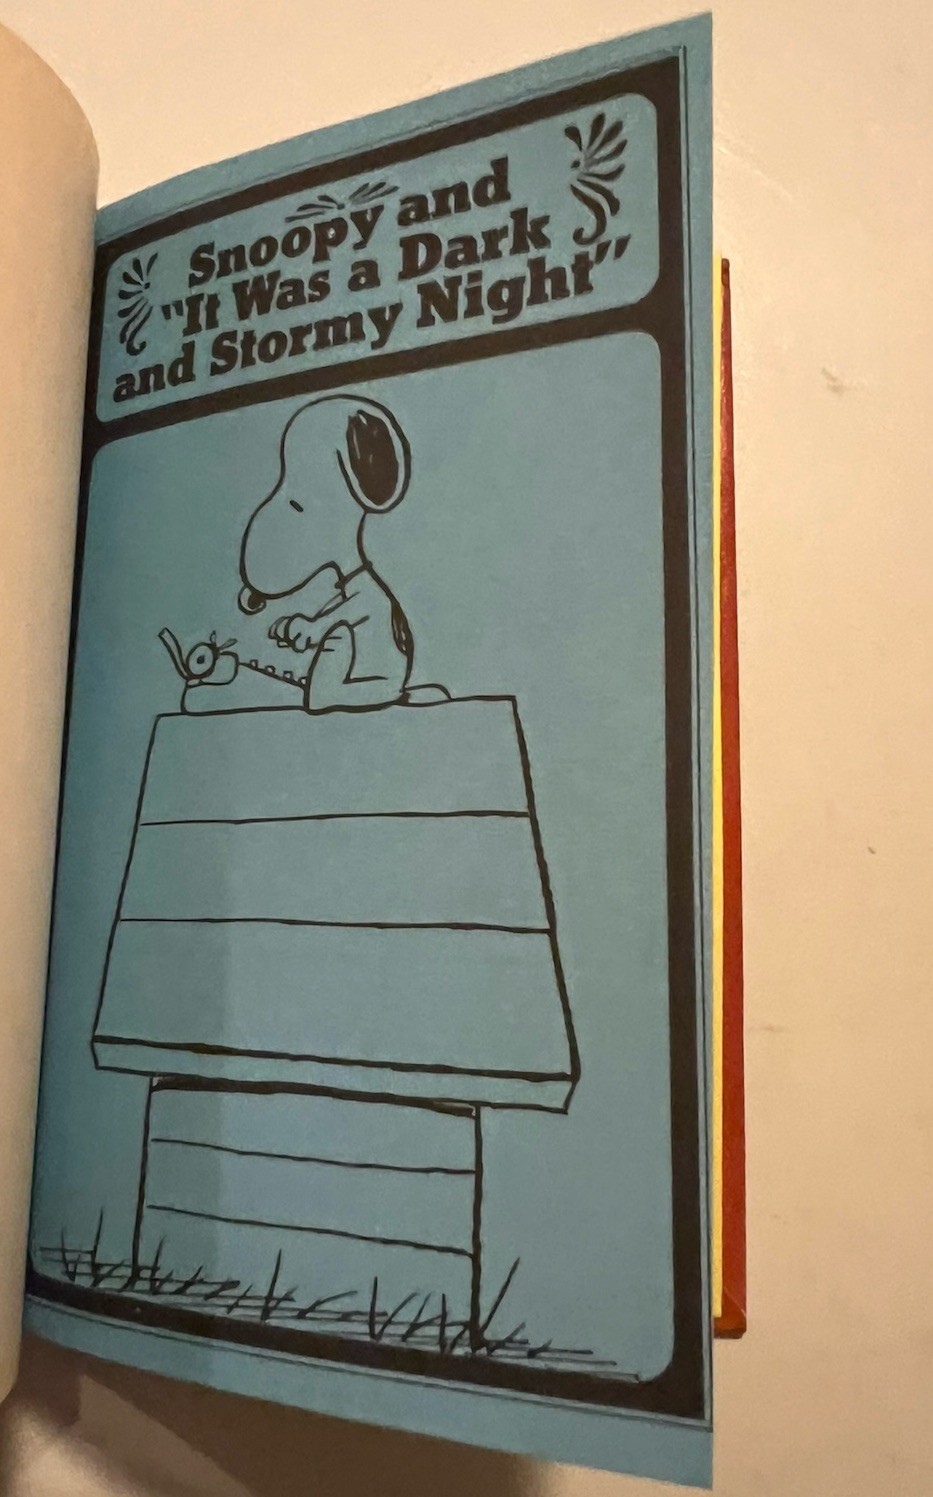 Snoopy and
"It Was a Dark
and Stormy Night"